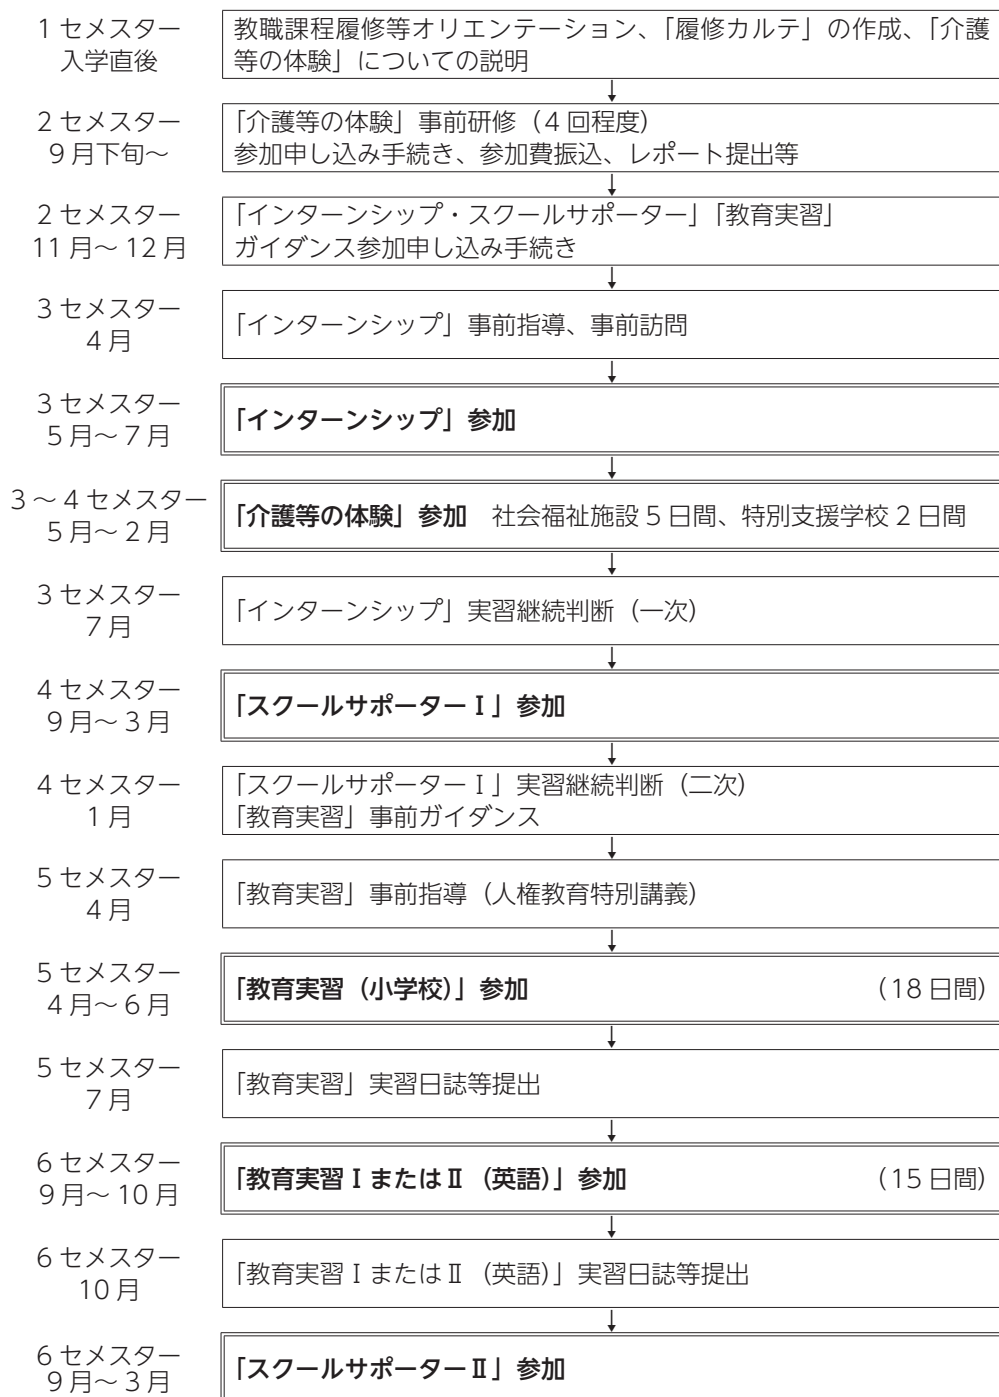 1セメスター
入学直後
教職課程履修等オリエンテーション、「履修カルテ」の作成、「介護
等の体験」についての説明
2セメスター
9月下旬～
「介護等の体験」事前研修（4回程度）
参加申し込み手続き、参加費振込、レポート提出等
2セメスター
11月～12月
「インターンシップ・スクールサポーター」「教育実習」
ガイダンス参加申し込み手続き
3セメスター
4月
「インターンシップ」事前指導、事前訪問
3セメスター
5月～7月
「インターンシップ」参加
3～4セメスター
5月～2月
「介護等の体験」参加　社会福祉施設5日間、特別支援学校2日間
3セメスター
7月
「インターンシップ」実習継続判断（一次）
4セメスター
9月～3月
「スクールサポーターⅠ」参加
4セメスター
1月
「スクールサポーターⅠ」実習継続判断（二次）
「教育実習」事前ガイダンス
5セメスター
4月
「教育実習」事前指導（人権教育特別講義）
5セメスター
4月～6月
「教育実習（小学校）」参加　（18日間）
5セメスター
7月
「教育実習」実習日誌等提出
6セメスター
9月～10月
「教育実習ⅠまたはⅡ（英語）」参加　（15日間）
6セメスター
10月
「教育実習ⅠまたはⅡ（英語）」実習日誌等提出
6セメスター
9月～3月
「スクールサポーターⅡ」参加